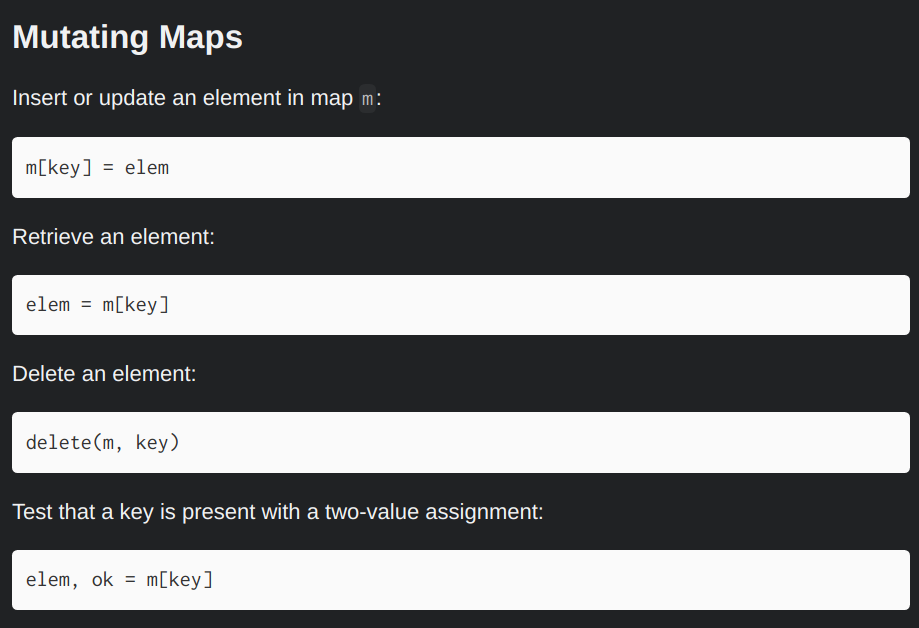 Mutating Maps
Insert or update an element in map m:
m[key] = elem
Retrieve an element:
elem = m[key]
Delete an element:
delete(m, key)
Test that a key is present with a two-value assignment:
elem, ok = m[key]